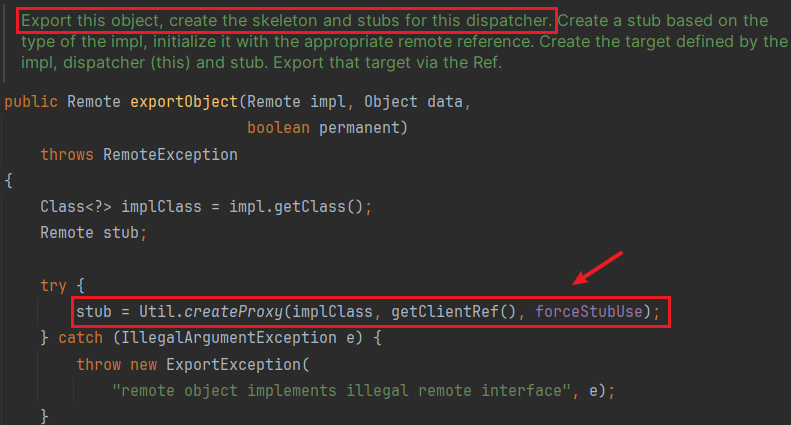 Export this object, create the skeleton and stubs for this dispatcher. Create a stub based on the
type of the impl, initialize it with the appropriate remote reference. Create the target defined by the
impl, dispatcher (this) and stub. Export that target via the Ref.
public Remote exportObject(Remote impl, Object data,
boolean permanent)
throws RemoteException
{
Class<?> implClass = impl.getClass();
Remote stub;
try {
stub = Util.createProxy(implClass, getClientRef(), forceStubUse);
} catch (IllegalArgumentException e) {
throw new ExportException(
"remote object implements illegal remote interface", e);
}